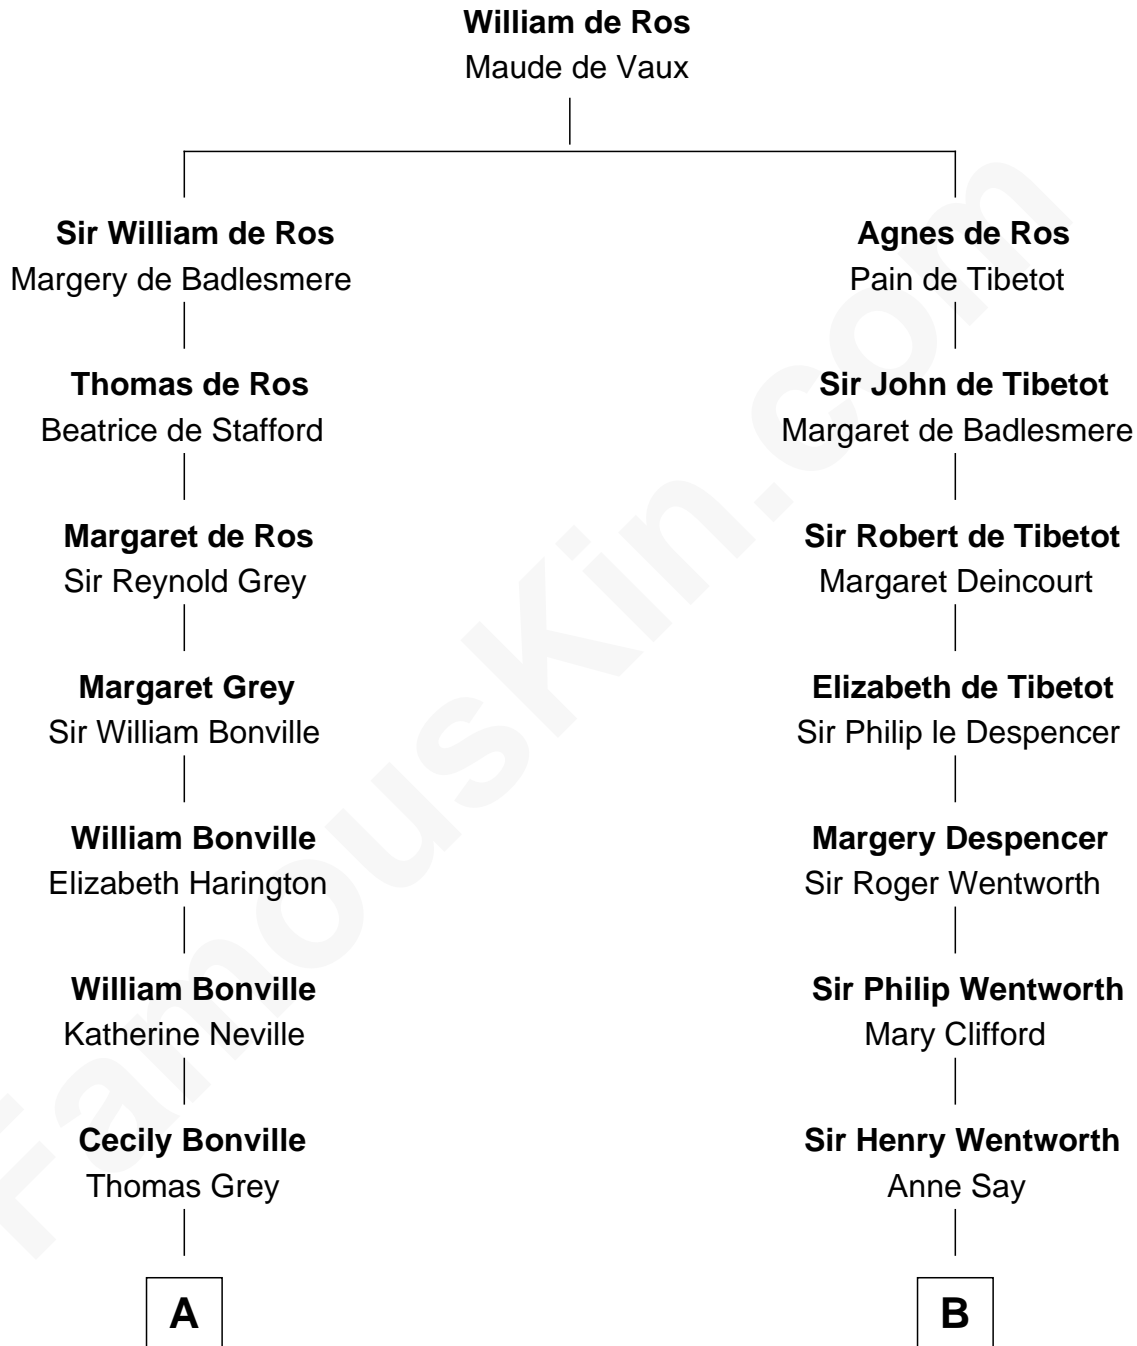 William de Ros
Maude de Vaux
Sir William de Ros
Margery de Badlesmere
Agnes de Ros
Pain de Tibetot
Thomas de Ros
Beatrice de Stafford
Sir John de Tibetot
Margaret de Badlesmere
Margaret de Ros
Sir Reynold Grey
Sir Robert de Tibetot
Margaret Deincourt
Margaret Grey
Sir William Bonville
Elizabeth de Tibetot
Sir Philip le Despencer
William Bonville
Elizabeth Harington
Margery Despencer
Sir Roger Wentworth
William Bonville
Katherine Neville
Sir Philip Wentworth
Mary Clifford
Cecily Bonville
Thomas Grey
Sir Henry Wentworth
Anne Say
A
B
FamousKin.com